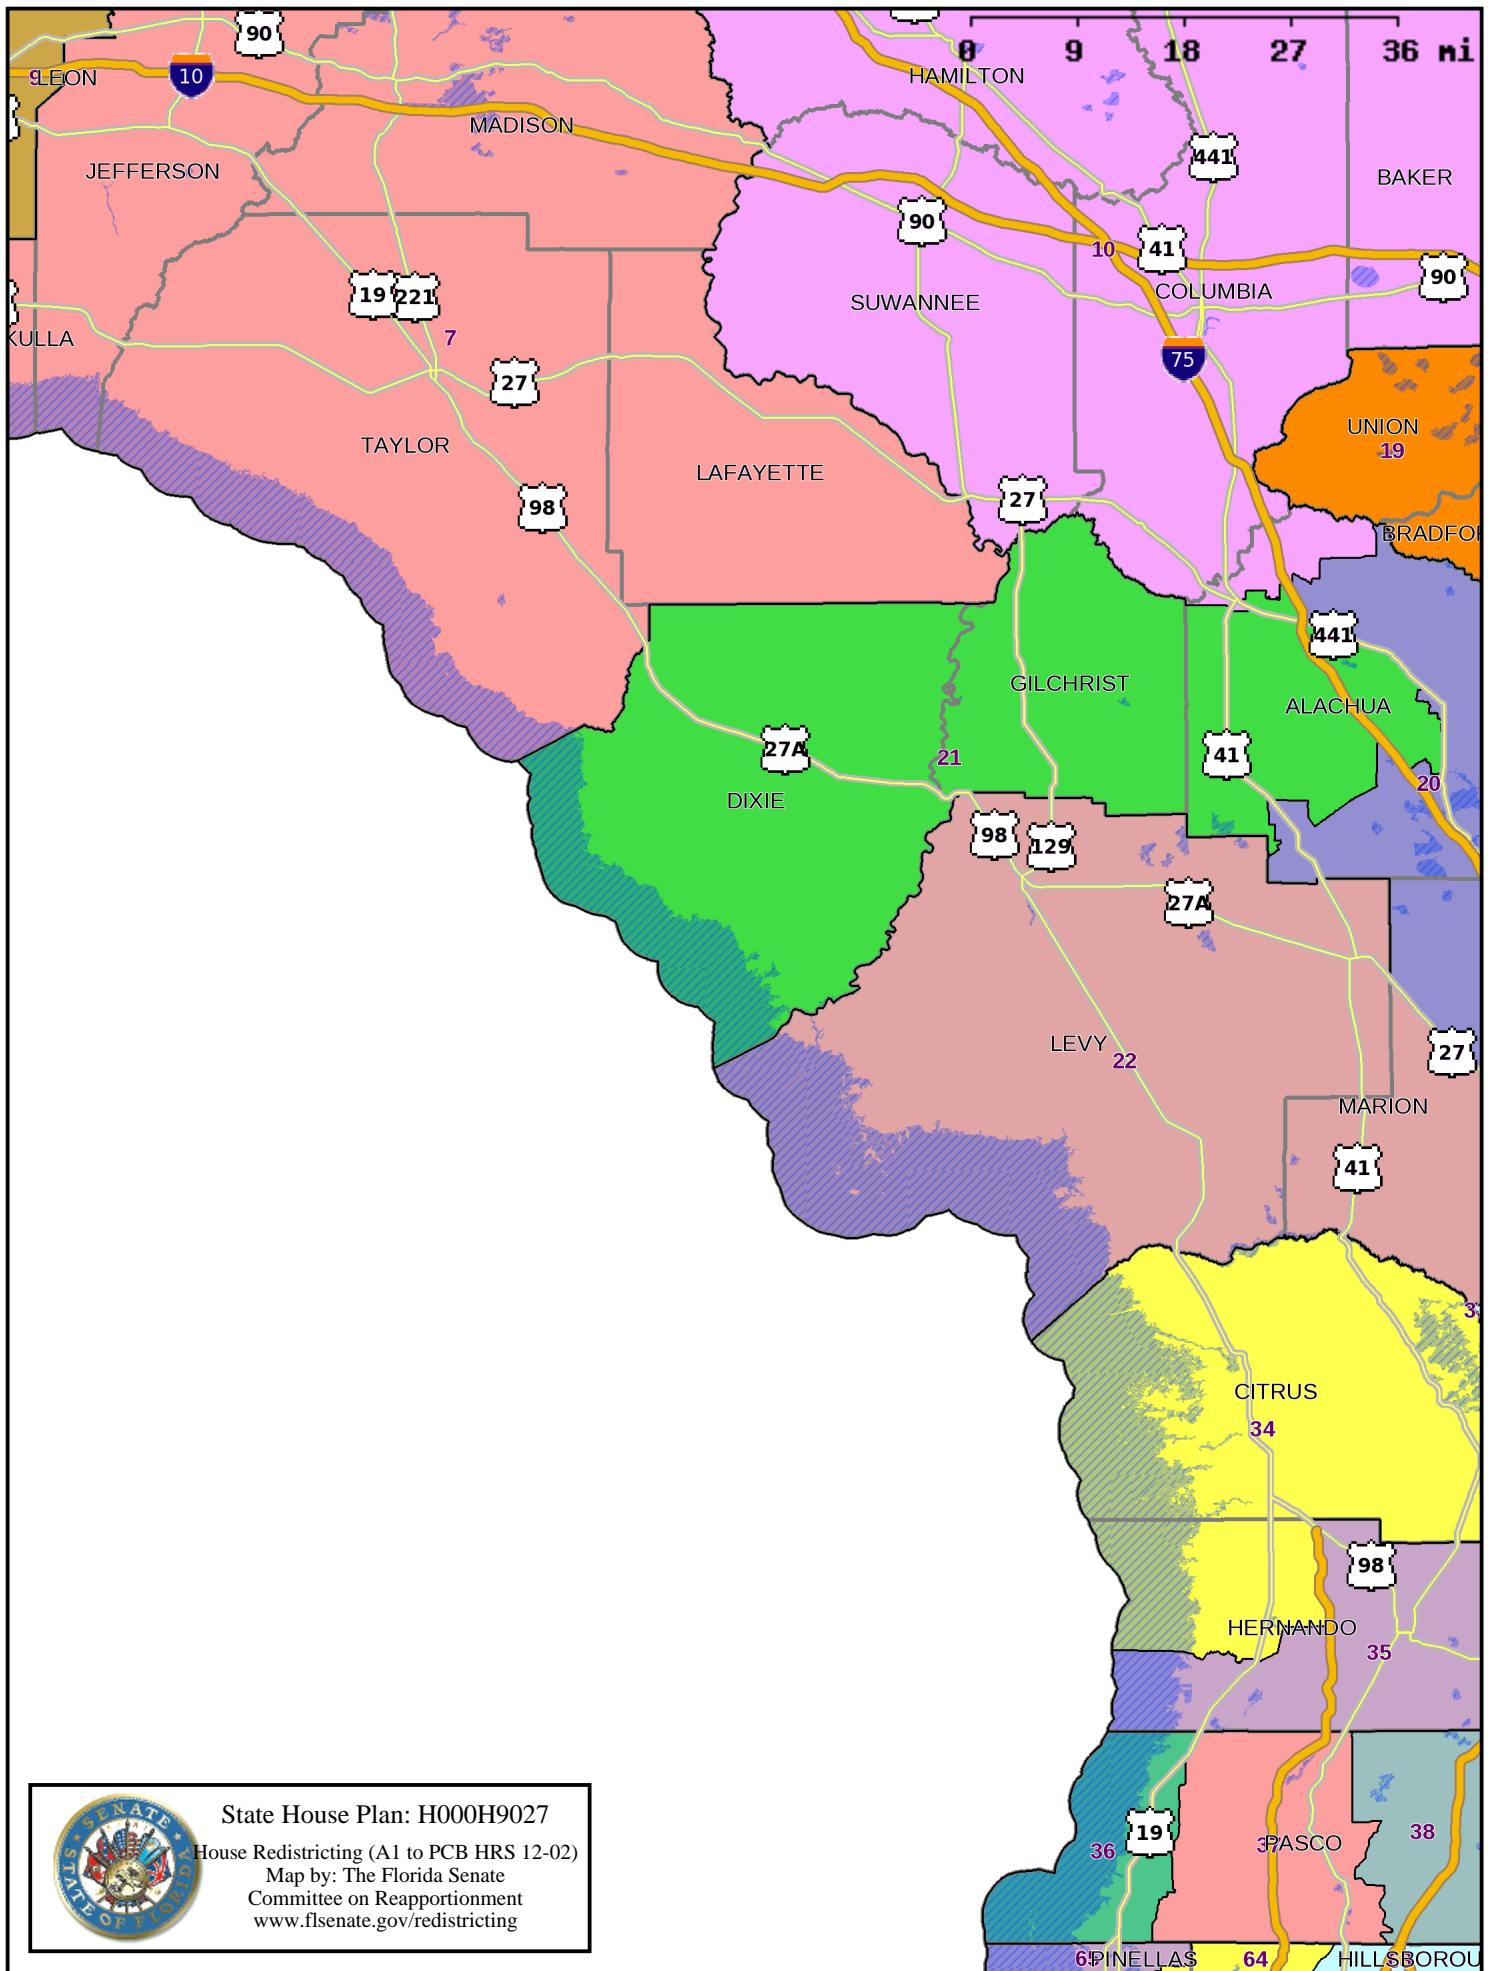 90
0 9 18 27 36 mi
9
LEON
10
HAMILTON
MADISON
441
JEFFERSON
BAKER
90
10
41
90
19
221
SUWANNEE
COLUMBIA
KULLA
7
75
27
UNION
19
TAYLOR
LAFAYETTE
98
27
BRADFO
441
GILCHRIST
ALACHUA
27A
21
41
20
DIXIE
98
129
27A
LEVY
22
27
MARION
41
CITRUS
34
98
HERNANDO
35
19
36
37
PASCO
38
PINELLAS
64
HILLSBOROU
SENATE
STATE OF FLORIDA
State House Plan: H000H9027
House Redistricting (A1 to PCB HRS 12-02)
Map by: The Florida Senate
Committee on Reapportionment
www.flsenate.gov/redistricting